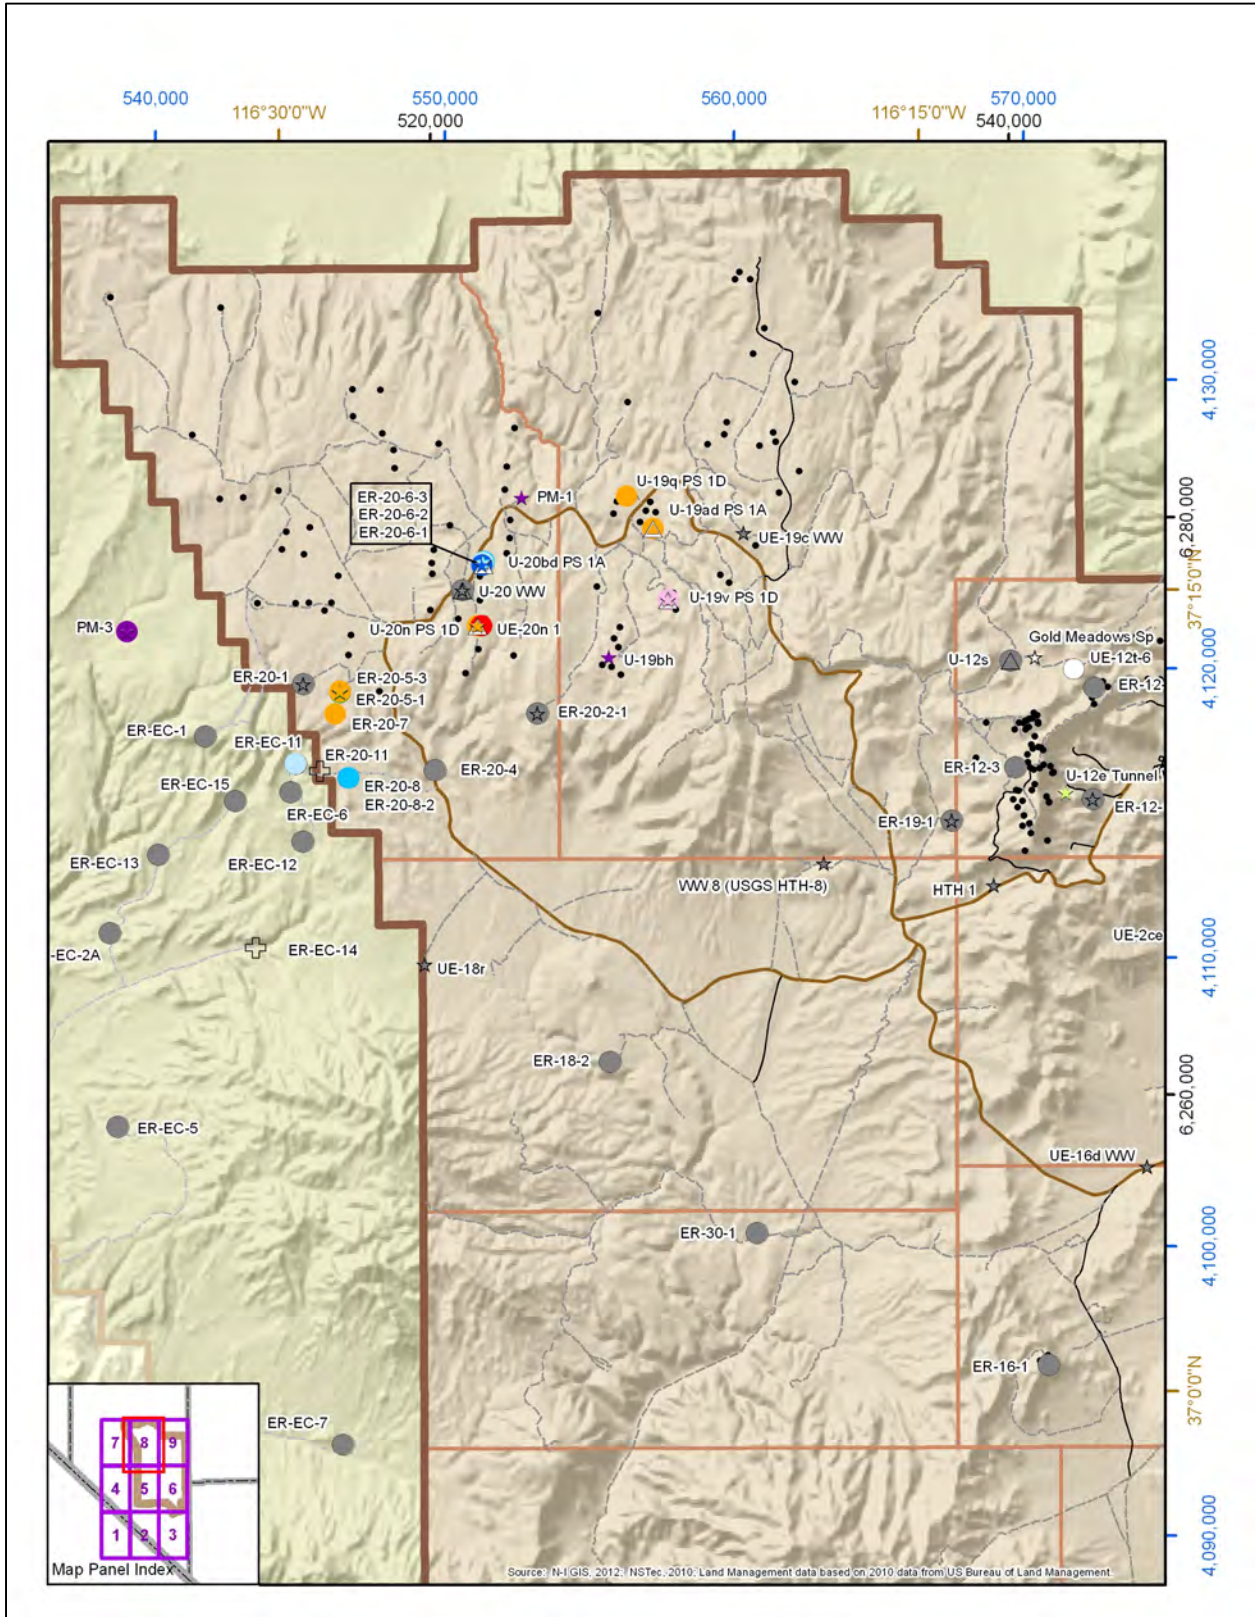 540,000
550,000
560,000
570,000
116°30'0"W
116°15'0"W
520,000
540,000
4,130,000
6,280,000
37°15'0"N
4,120,000
4,110,000
6,260,000
4,100,000
37°0'0"N
4,090,000
U-19q PS 1D
ER-20-6-3
ER-20-6-2
ER-20-6-1
PM-1
U-19ad PS 1A
UE-19c WW
U-20bd PS 1A
U-20 WW
U-19v PS 1D
PM-3
U-20n PS 1D
UE-20n 1
Gold Meadows Sp
U-12s
UE-12t-6
U-19bh
ER-20-1
ER-20-5-3
ER-20-5-1
ER-12-
ER-20-7
ER-20-2-1
ER-EC-1
ER-EC-11
ER-20-11
ER-20-4
ER-12-3
U-12e Tunnel
ER-EC-15
ER-20-8
ER-20-8-2
ER-EC-6
ER-12-
ER-19-1
ER-EC-13
ER-EC-12
WW 8 (USGS HTH-8)
HTH 1
-EC-2A
ER-EC-14
UE-2ce
UE-18r
ER-18-2
ER-EC-5
UE-16d WW
ER-30-1
ER-16-1
ER-EC-7
7
8
9
4
5
6
1
2
3
Map Panel Index
Source: N-I GIS, 2012; NSTec, 2010; Land Management data based on 2010 data from US Bureau of Land Management.